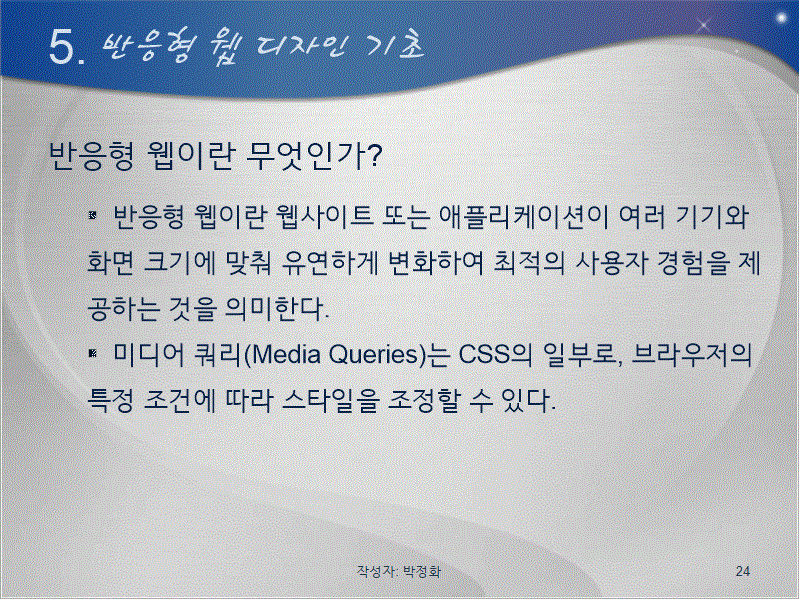 5. 반응형 웹 디자인 기초
반응형 웹이란 무엇인가?
▪ 반응형 웹이란 웹사이트 또는 애플리케이션이 여러 기기와
화면 크기에 맞춰 유연하게 변화하여 최적의 사용자 경험을 제
공하는 것을 의미한다.
▪ 미디어 쿼리(Media Queries)는 CSS의 일부로, 브라우저의
특정 조건에 따라 스타일을 조정할 수 있다.
작성자: 박정화
24